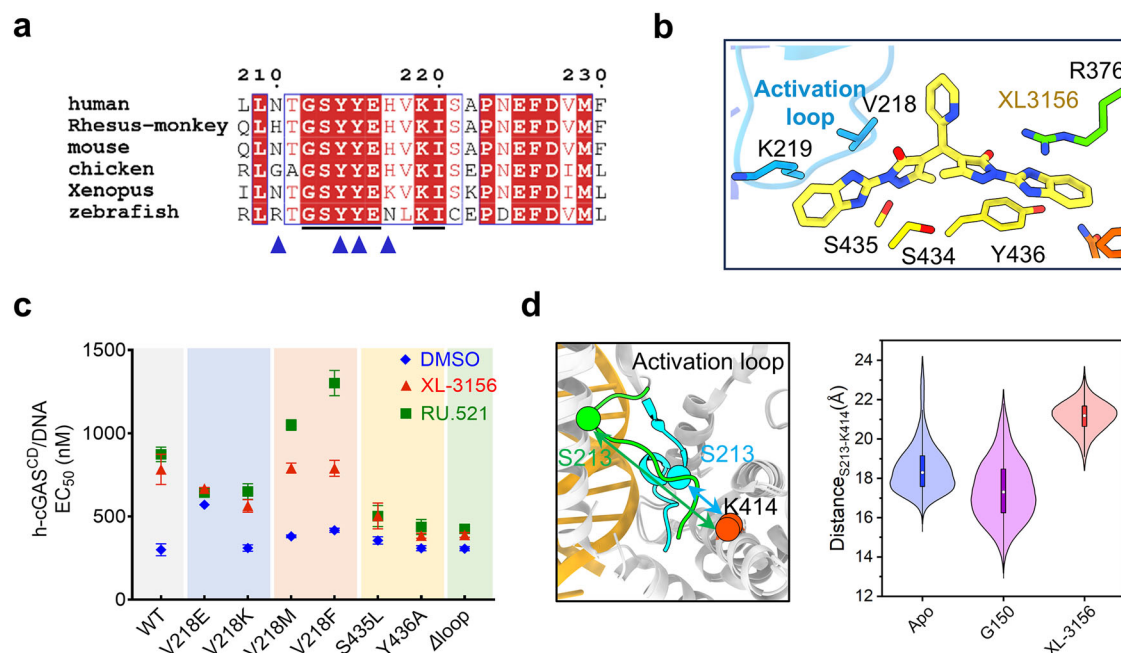 a
210 220 230
human LLNTGSYYEHVKISAPNEFDVMF
Rhesus-monkey QLHTGSYYEHVKISAPNEFDVMF
mouse QLNTGSYYEHVKISAPNEFDVMF
chicken RLGAGSYYEHVKISEPNEFDIML
Xenopus ILNTGSYYEKVKISKPNEFDVML
zebrafish RLRTGSYYENLKICEPDEFDVML
b
Activation
loop
V218
K219
XL3156
R376
S435
S434
Y436
c
h-cGAS^CD/DNA
EC₅₀ (nM)
1500
1000
500
0
DMSO
XL-3156
RU.521
WT
V218E
V218K
V218M
V218F
S435L
Y436A
Δloop
d
Activation loop
S213
S213
K414
Distance_S213-K414(Å)
24
22
20
18
16
14
12
Apo
G150
XL-3156